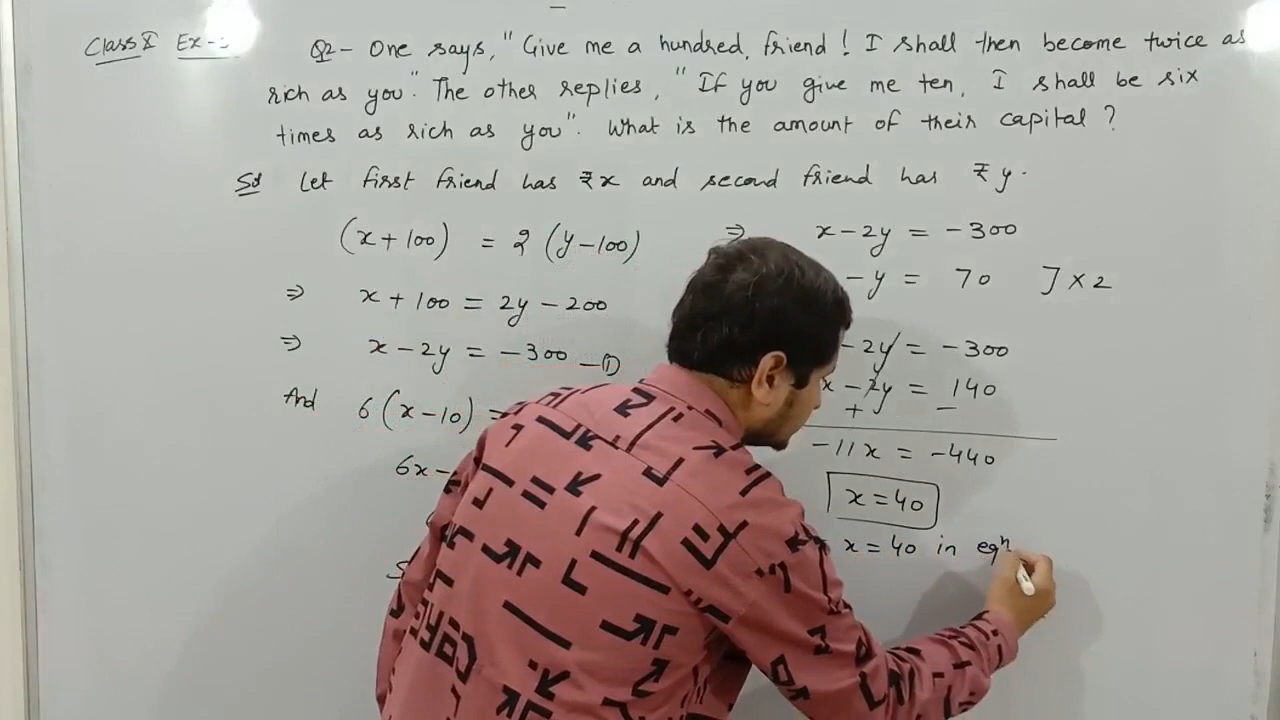 Class X Ex-
Q2- One says, "Give me a hundred, friend! I shall then become twice as
rich as you". The other replies, "If you give me ten, I shall be six
times as rich as you". What is the amount of their capital?
Sol Let first friend has ₹x and second friend has ₹y.
(x+100) = 2 (y-100)
⇒ x+100 = 2y-200
⇒ x-2y = -300 —①
And 6(x-10) =
6x-
⇒ x-2y = -300
-y = 70 ] x 2
-2y = -300
x-2y = 140
+ -
-11x = -440
x=40
x=40 in eqn